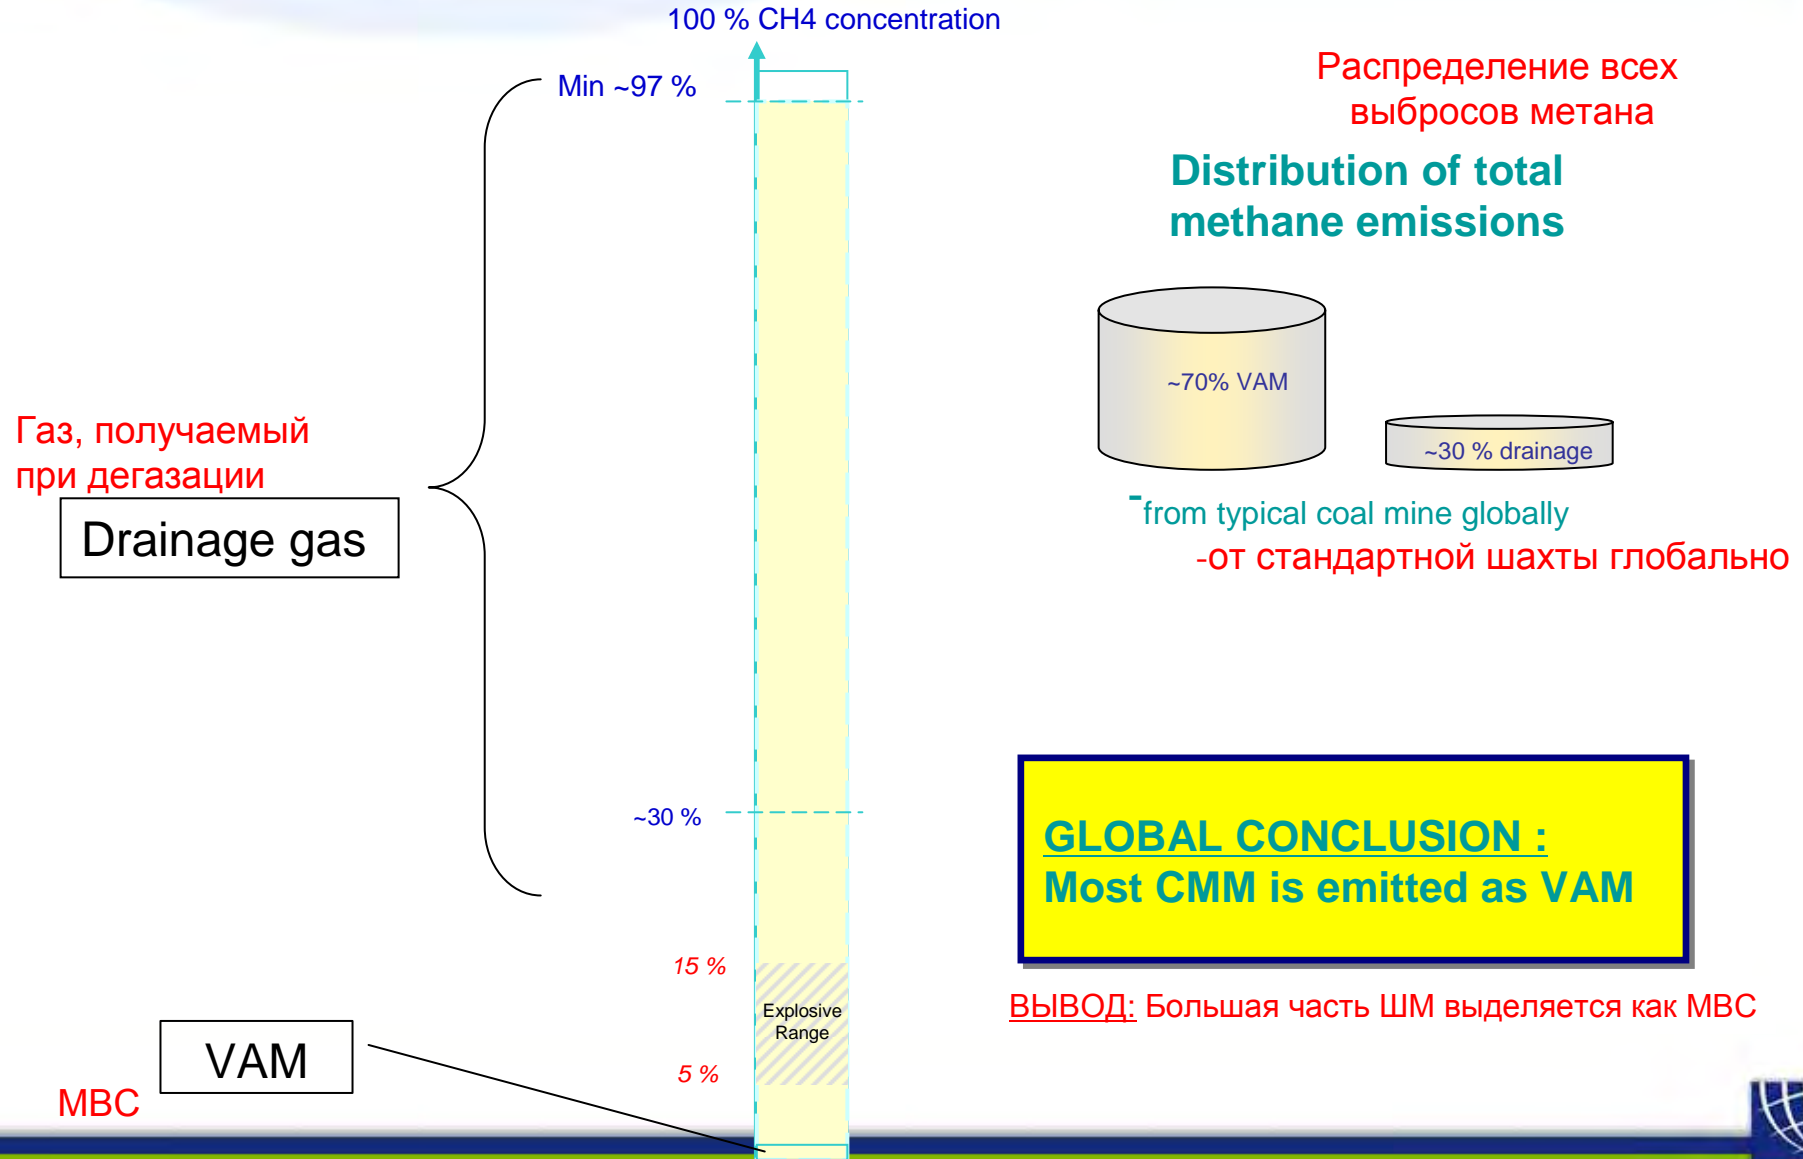 100 % CH4 concentration
Min ~97 %
Распределение всех
выбросов метана
Distribution of total
methane emissions
~70% VAM
~30 % drainage
-from typical coal mine globally
-от стандартной шахты глобально
Газ, получаемый
при дегазации
Drainage gas
~30 %
GLOBAL CONCLUSION :
Most CMM is emitted as VAM
ВЫВОД: Большая часть ШМ выделяется как МВС
15 %
Explosive
Range
5 %
VAM
МВС